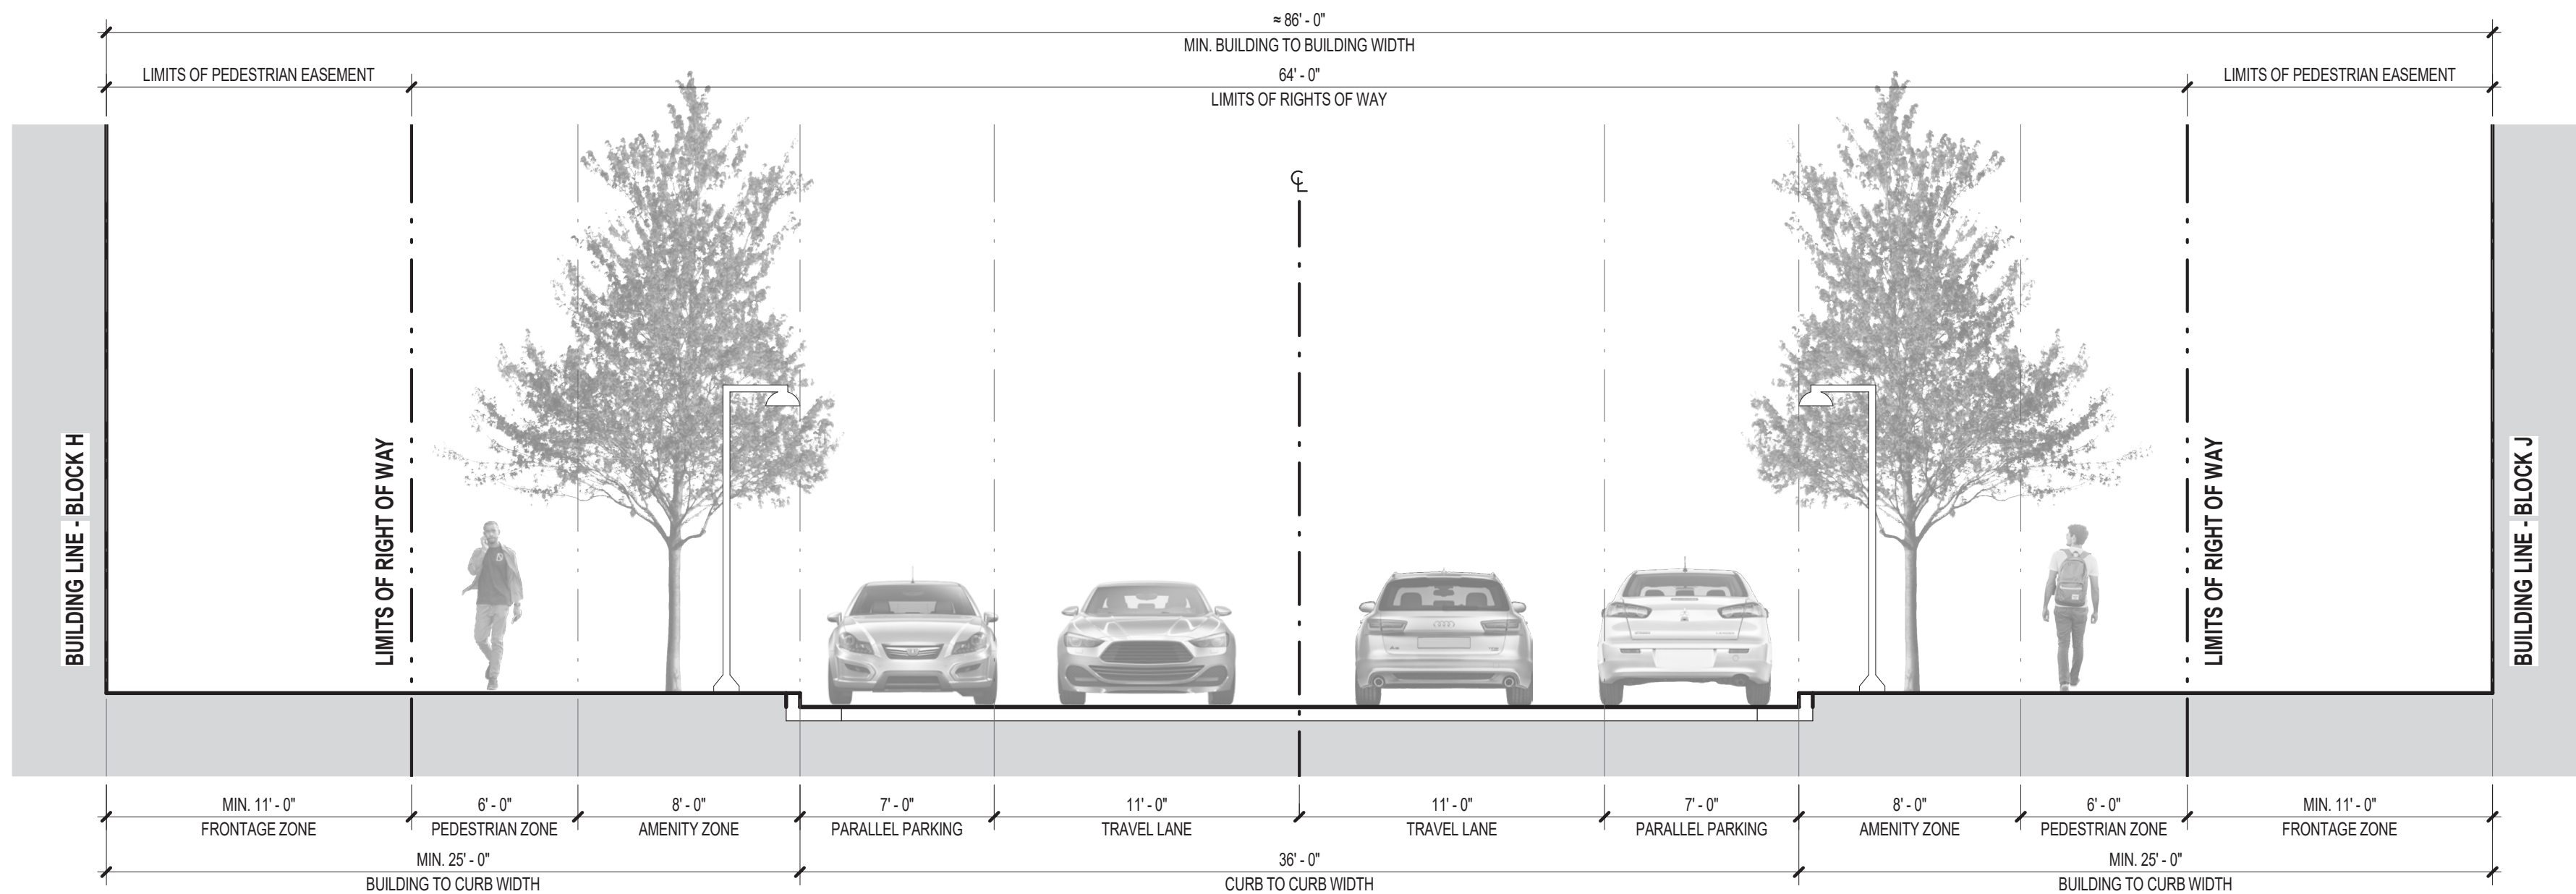 ≈ 86' - 0"
MIN. BUILDING TO BUILDING WIDTH
LIMITS OF PEDESTRIAN EASEMENT
64' - 0"
LIMITS OF RIGHTS OF WAY
LIMITS OF PEDESTRIAN EASEMENT
℄
BUILDING LINE - BLOCK H
LIMITS OF RIGHT OF WAY
LIMITS OF RIGHT OF WAY
BUILDING LINE - BLOCK J
MIN. 11' - 0"
FRONTAGE ZONE
6' - 0"
PEDESTRIAN ZONE
8' - 0"
AMENITY ZONE
7' - 0"
PARALLEL PARKING
11' - 0"
TRAVEL LANE
11' - 0"
TRAVEL LANE
7' - 0"
PARALLEL PARKING
8' - 0"
AMENITY ZONE
6' - 0"
PEDESTRIAN ZONE
MIN. 11' - 0"
FRONTAGE ZONE
MIN. 25' - 0"
BUILDING TO CURB WIDTH
36' - 0"
CURB TO CURB WIDTH
MIN. 25' - 0"
BUILDING TO CURB WIDTH